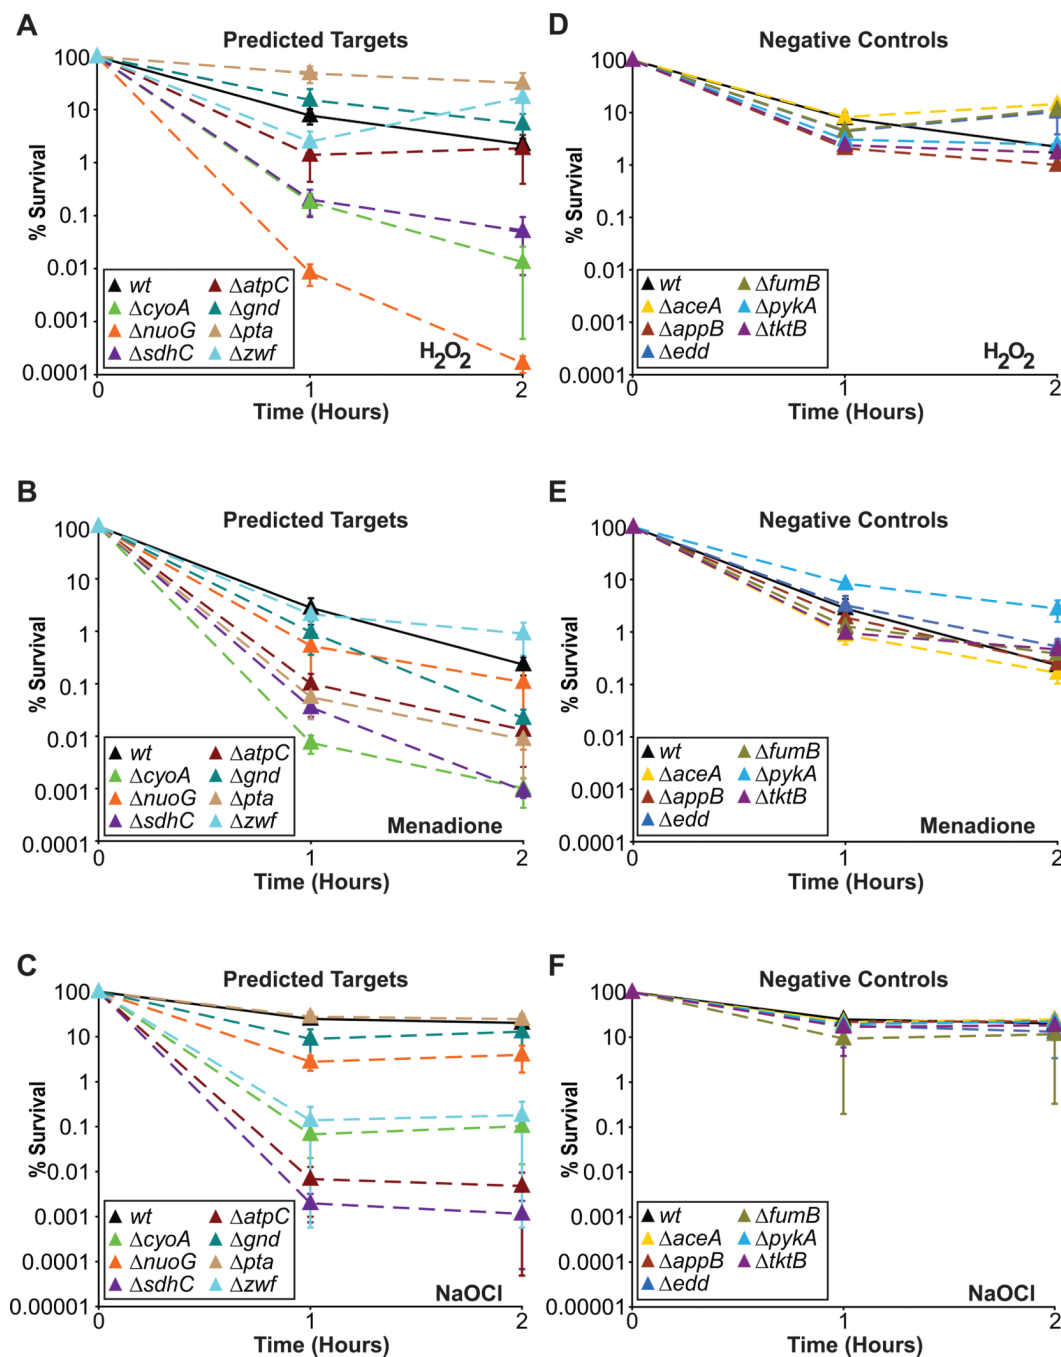 A
Predicted Targets
% Survival
100
10
1
0.1
0.01
0.001
0.0001
wt ΔatpC
ΔcyoA Δgnd
ΔnuoG Δpta
ΔsdhC Δzwf
H₂O₂
0 1 2
Time (Hours)
D
Negative Controls
% Survival
100
10
1
0.1
0.01
0.001
0.0001
wt ΔfumB
ΔaceA ΔpykA
ΔappB ΔtktB
Δedd
H₂O₂
0 1 2
Time (Hours)
B
Predicted Targets
% Survival
100
10
1
0.1
0.01
0.001
0.0001
wt ΔatpC
ΔcyoA Δgnd
ΔnuoG Δpta
ΔsdhC Δzwf
Menadione
0 1 2
Time (Hours)
E
Negative Controls
% Survival
100
10
1
0.1
0.01
0.001
0.0001
wt ΔfumB
ΔaceA ΔpykA
ΔappB ΔtktB
Δedd
Menadione
0 1 2
Time (Hours)
C
Predicted Targets
% Survival
100
10
1
0.1
0.01
0.001
0.0001
0.00001
wt ΔatpC
ΔcyoA Δgnd
ΔnuoG Δpta
ΔsdhC Δzwf
NaOCl
0 1 2
Time (Hours)
F
Negative Controls
% Survival
100
10
1
0.1
0.01
0.001
0.0001
0.00001
wt ΔfumB
ΔaceA ΔpykA
ΔappB ΔtktB
Δedd
NaOCl
0 1 2
Time (Hours)